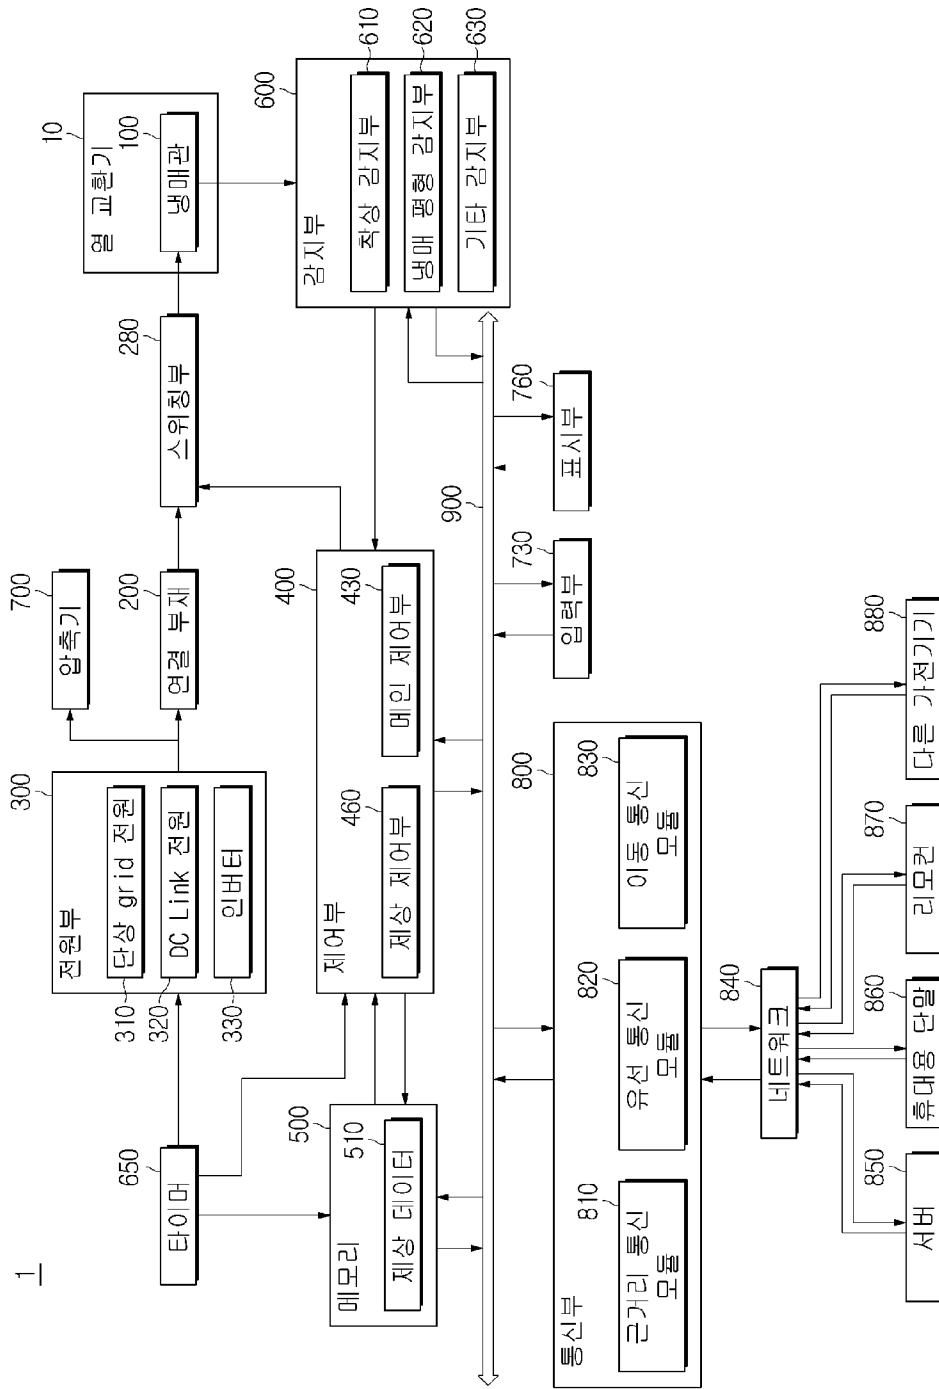 1
타이머
650
전원부
300
단상 grid 전원
310
DC Link 전원
320
인버터
330
압축기
700
연결 부재
200
스위칭부
280
열 교환기
10
냉매관
100
메모리
500
제상 데이터
510
제어부
400
제상 제어부
460
메인 제어부
430
감지부
600
착상 감지부
610
냉매 평형 감지부
620
기타 감지부
630
900
통신부
800
근거리 통신
모듈
810
유선 통신
모듈
820
이동 통신
모듈
830
입력부
730
표시부
760
네트워크
840
서버
850
휴대용 단말
860
리모컨
870
다른 가전기기
880